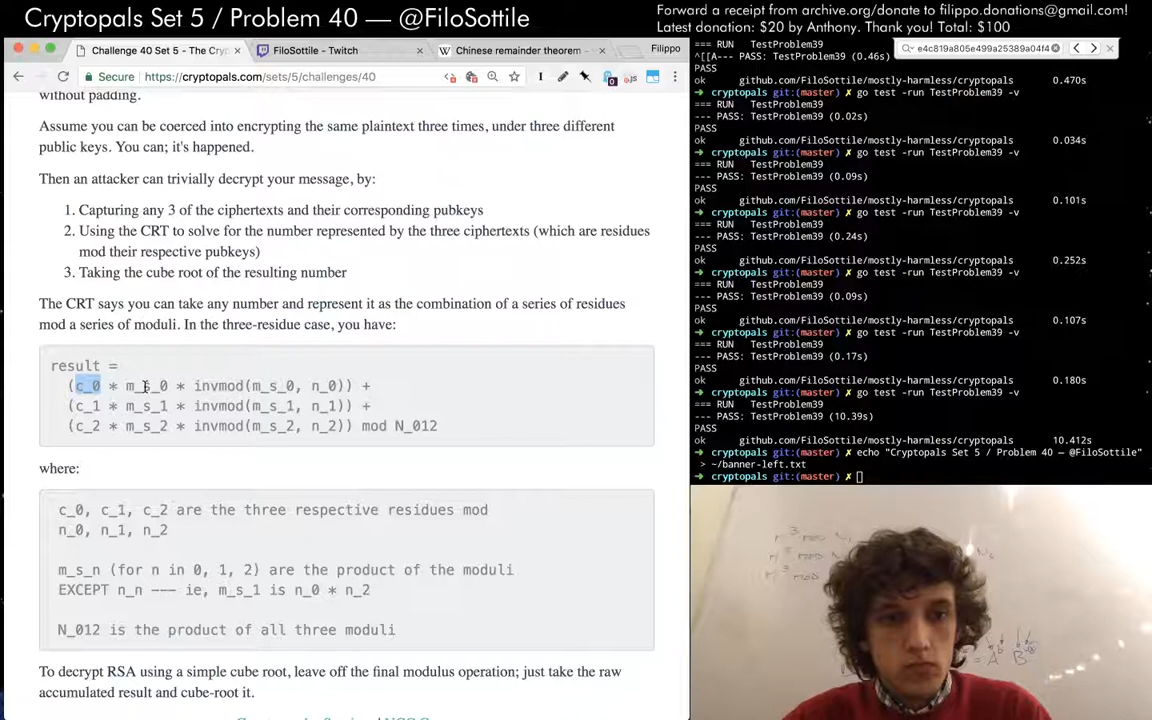 Cryptopals Set 5 / Problem 40 — @FiloSottile
Forward a receipt from archive.org/donate to filippo.donations@gmail.com!
Latest donation: $20 by Anthony. Thank you! Total: $100
Challenge 40 Set 5 - The Cry
FiloSottile - Twitch
Chinese remainder theorem -
Filippo
Secure
https://cryptopals.com/sets/5/challenges/40
without padding.
Assume you can be coerced into encrypting the same plaintext three times, under three different
public keys. You can; it's happened.
Then an attacker can trivially decrypt your message, by:
1. Capturing any 3 of the ciphertexts and their corresponding pubkeys
2. Using the CRT to solve for the number represented by the three ciphertexts (which are residues
mod their respective pubkeys)
3. Taking the cube root of the resulting number
The CRT says you can take any number and represent it as the combination of a series of residues
mod a series of moduli. In the three-residue case, you have:
result =
(c_0 * m_s_0 * invmod(m_s_0, n_0)) +
(c_1 * m_s_1 * invmod(m_s_1, n_1)) +
(c_2 * m_s_2 * invmod(m_s_2, n_2)) mod N_012
where:
c_0, c_1, c_2 are the three respective residues mod
n_0, n_1, n_2
m_s_n (for n in 0, 1, 2) are the product of the moduli
EXCEPT n_n --- ie, m_s_1 is n_0 * n_2
N_012 is the product of all three moduli
To decrypt RSA using a simple cube root, leave off the final modulus operation; just take the raw
accumulated result and cube-root it.
=== RUN TestProblem39
^[[A--- PASS: TestProblem39 (0.46s)
PASS
ok github.com/FiloSottile/mostly-harmless/cryptopals 0.470s
➜ cryptopals git:(master) ✗ go test -run TestProblem39 -v
=== RUN TestProblem39
--- PASS: TestProblem39 (0.02s)
PASS
ok github.com/FiloSottile/mostly-harmless/cryptopals 0.034s
➜ cryptopals git:(master) ✗ go test -run TestProblem39 -v
=== RUN TestProblem39
--- PASS: TestProblem39 (0.09s)
PASS
ok github.com/FiloSottile/mostly-harmless/cryptopals 0.101s
➜ cryptopals git:(master) ✗ go test -run TestProblem39 -v
=== RUN TestProblem39
--- PASS: TestProblem39 (0.24s)
PASS
ok github.com/FiloSottile/mostly-harmless/cryptopals 0.252s
➜ cryptopals git:(master) ✗ go test -run TestProblem39 -v
=== RUN TestProblem39
--- PASS: TestProblem39 (0.09s)
PASS
ok github.com/FiloSottile/mostly-harmless/cryptopals 0.107s
➜ cryptopals git:(master) ✗ go test -run TestProblem39 -v
=== RUN TestProblem39
--- PASS: TestProblem39 (0.17s)
PASS
ok github.com/FiloSottile/mostly-harmless/cryptopals 0.180s
➜ cryptopals git:(master) ✗ go test -run TestProblem39 -v
=== RUN TestProblem39
--- PASS: TestProblem39 (10.39s)
PASS
ok github.com/FiloSottile/mostly-harmless/cryptopals 10.412s
➜ cryptopals git:(master) ✗ echo "Cryptopals Set 5 / Problem 40 — @FiloSottile"
> ~/banner-left.txt
➜ cryptopals git:(master) ✗
e4c819a805e499a25389a04f4